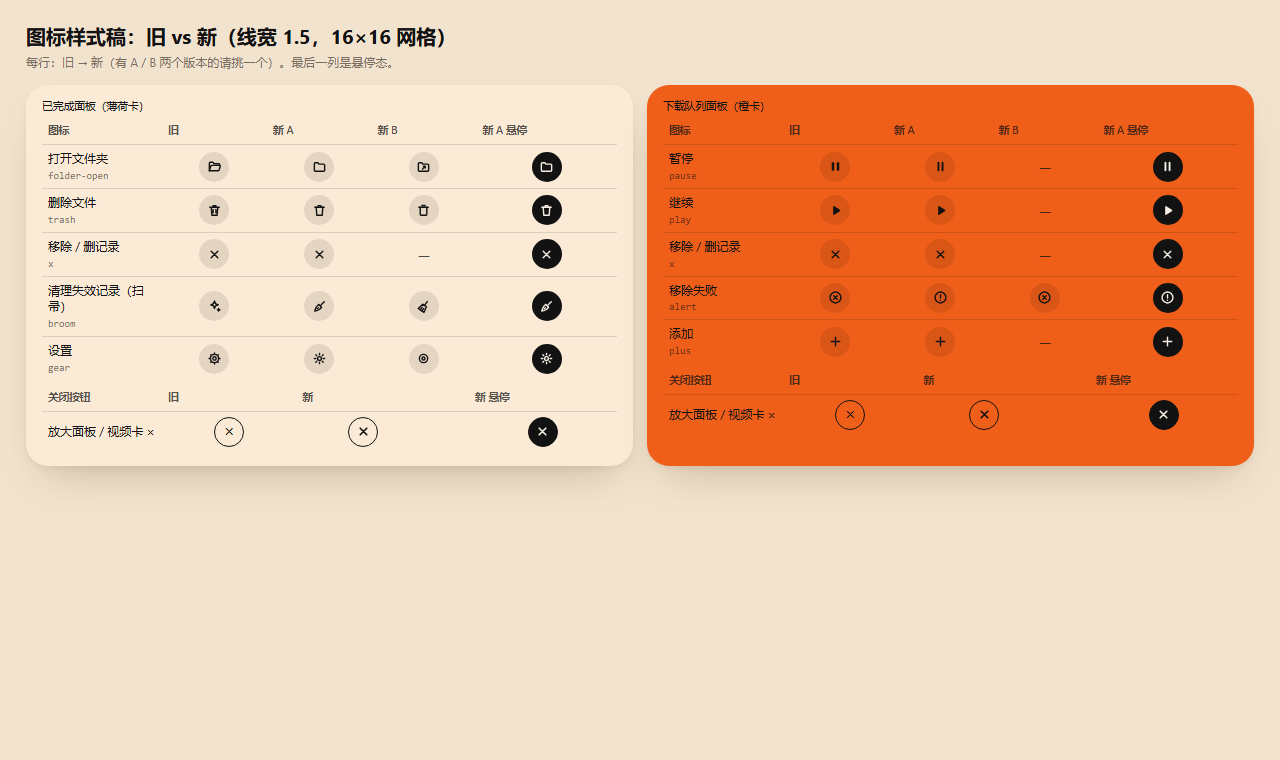 图标样式稿：旧 vs 新（线宽 1.5，16×16 网格）
每行：旧 → 新（有 A / B 两个版本的请挑一个）。最后一列是悬停态。
已完成面板（薄荷卡）
图标 旧 新 A 新 B 新 A 悬停
打开文件夹
folder-open
删除文件
trash
移除 / 删记录
x —
清理失效记录（扫
帚）
broom
设置
gear
关闭按钮 旧 新 新 悬停
放大面板 / 视频卡 ×
下载队列面板（橙卡）
图标 旧 新 A 新 B 新 A 悬停
暂停
pause —
继续
play —
移除 / 删记录
x —
移除失败
alert
添加
plus —
关闭按钮 旧 新 新 悬停
放大面板 / 视频卡 ×